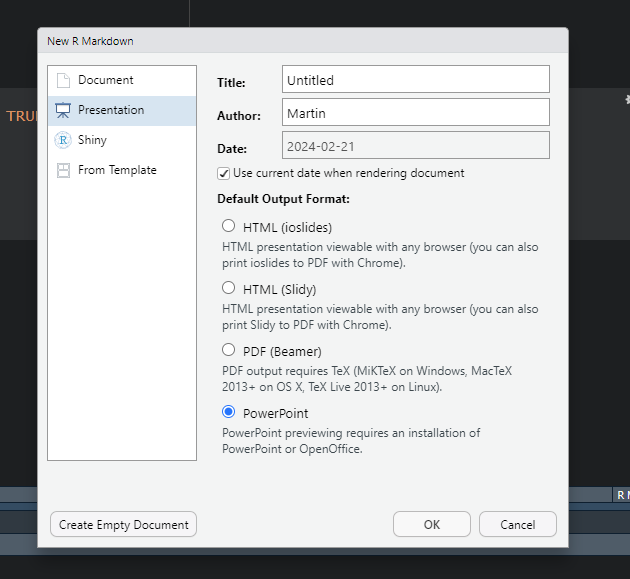 New R Markdown
Document
Presentation
Shiny
From Template
Title:
Untitled
Author:
Martin
Date:
2024-02-21
Use current date when rendering document
Default Output Format:
HTML (ioslides)
HTML presentation viewable with any browser (you can also
print ioslides to PDF with Chrome).
HTML (Slidy)
HTML presentation viewable with any browser (you can also
print Slidy to PDF with Chrome).
PDF (Beamer)
PDF output requires TeX (MiKTeX on Windows, MacTeX
2013+ on OS X, TeX Live 2013+ on Linux).
PowerPoint
PowerPoint previewing requires an installation of
PowerPoint or OpenOffice.
Create Empty Document
OK
Cancel